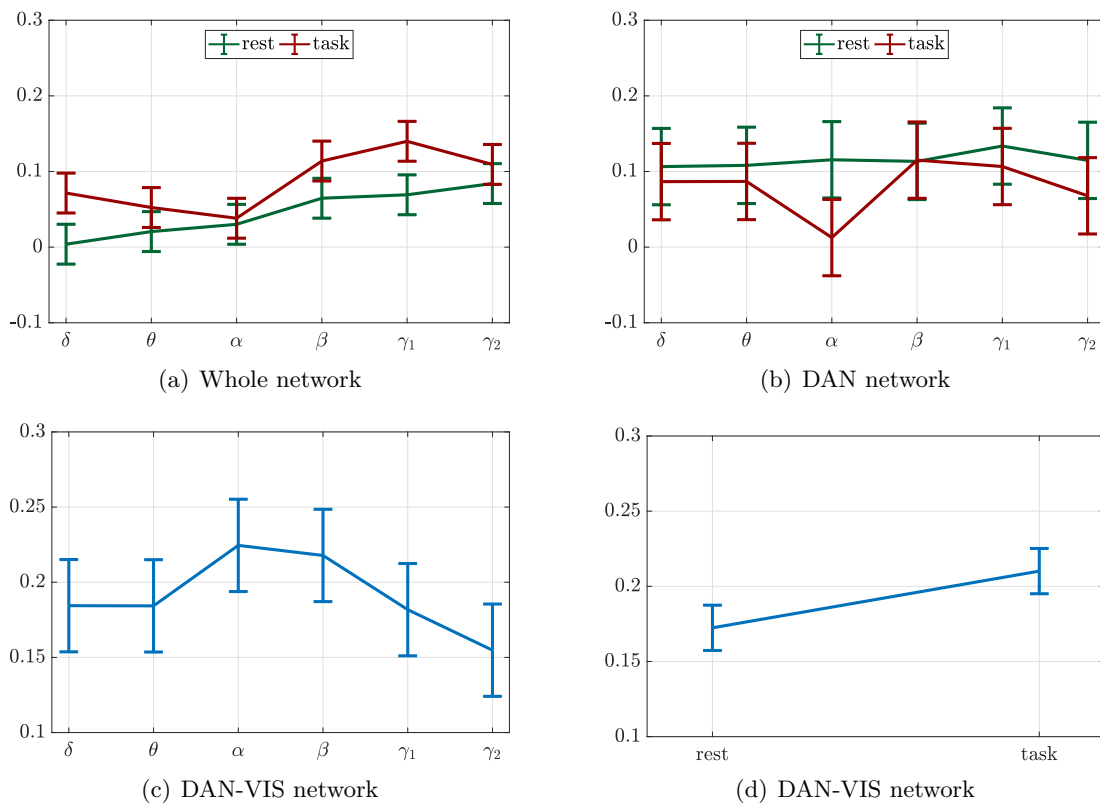 0.3
0.2
0.1
0
-0.1
rest task
δ θ α β γ₁ γ₂
(a) Whole network
0.3
0.2
0.1
0
-0.1
rest task
δ θ α β γ₁ γ₂
(b) DAN network
0.3
0.25
0.2
0.15
0.1
δ θ α β γ₁ γ₂
(c) DAN-VIS network
0.3
0.25
0.2
0.15
0.1
rest task
(d) DAN-VIS network